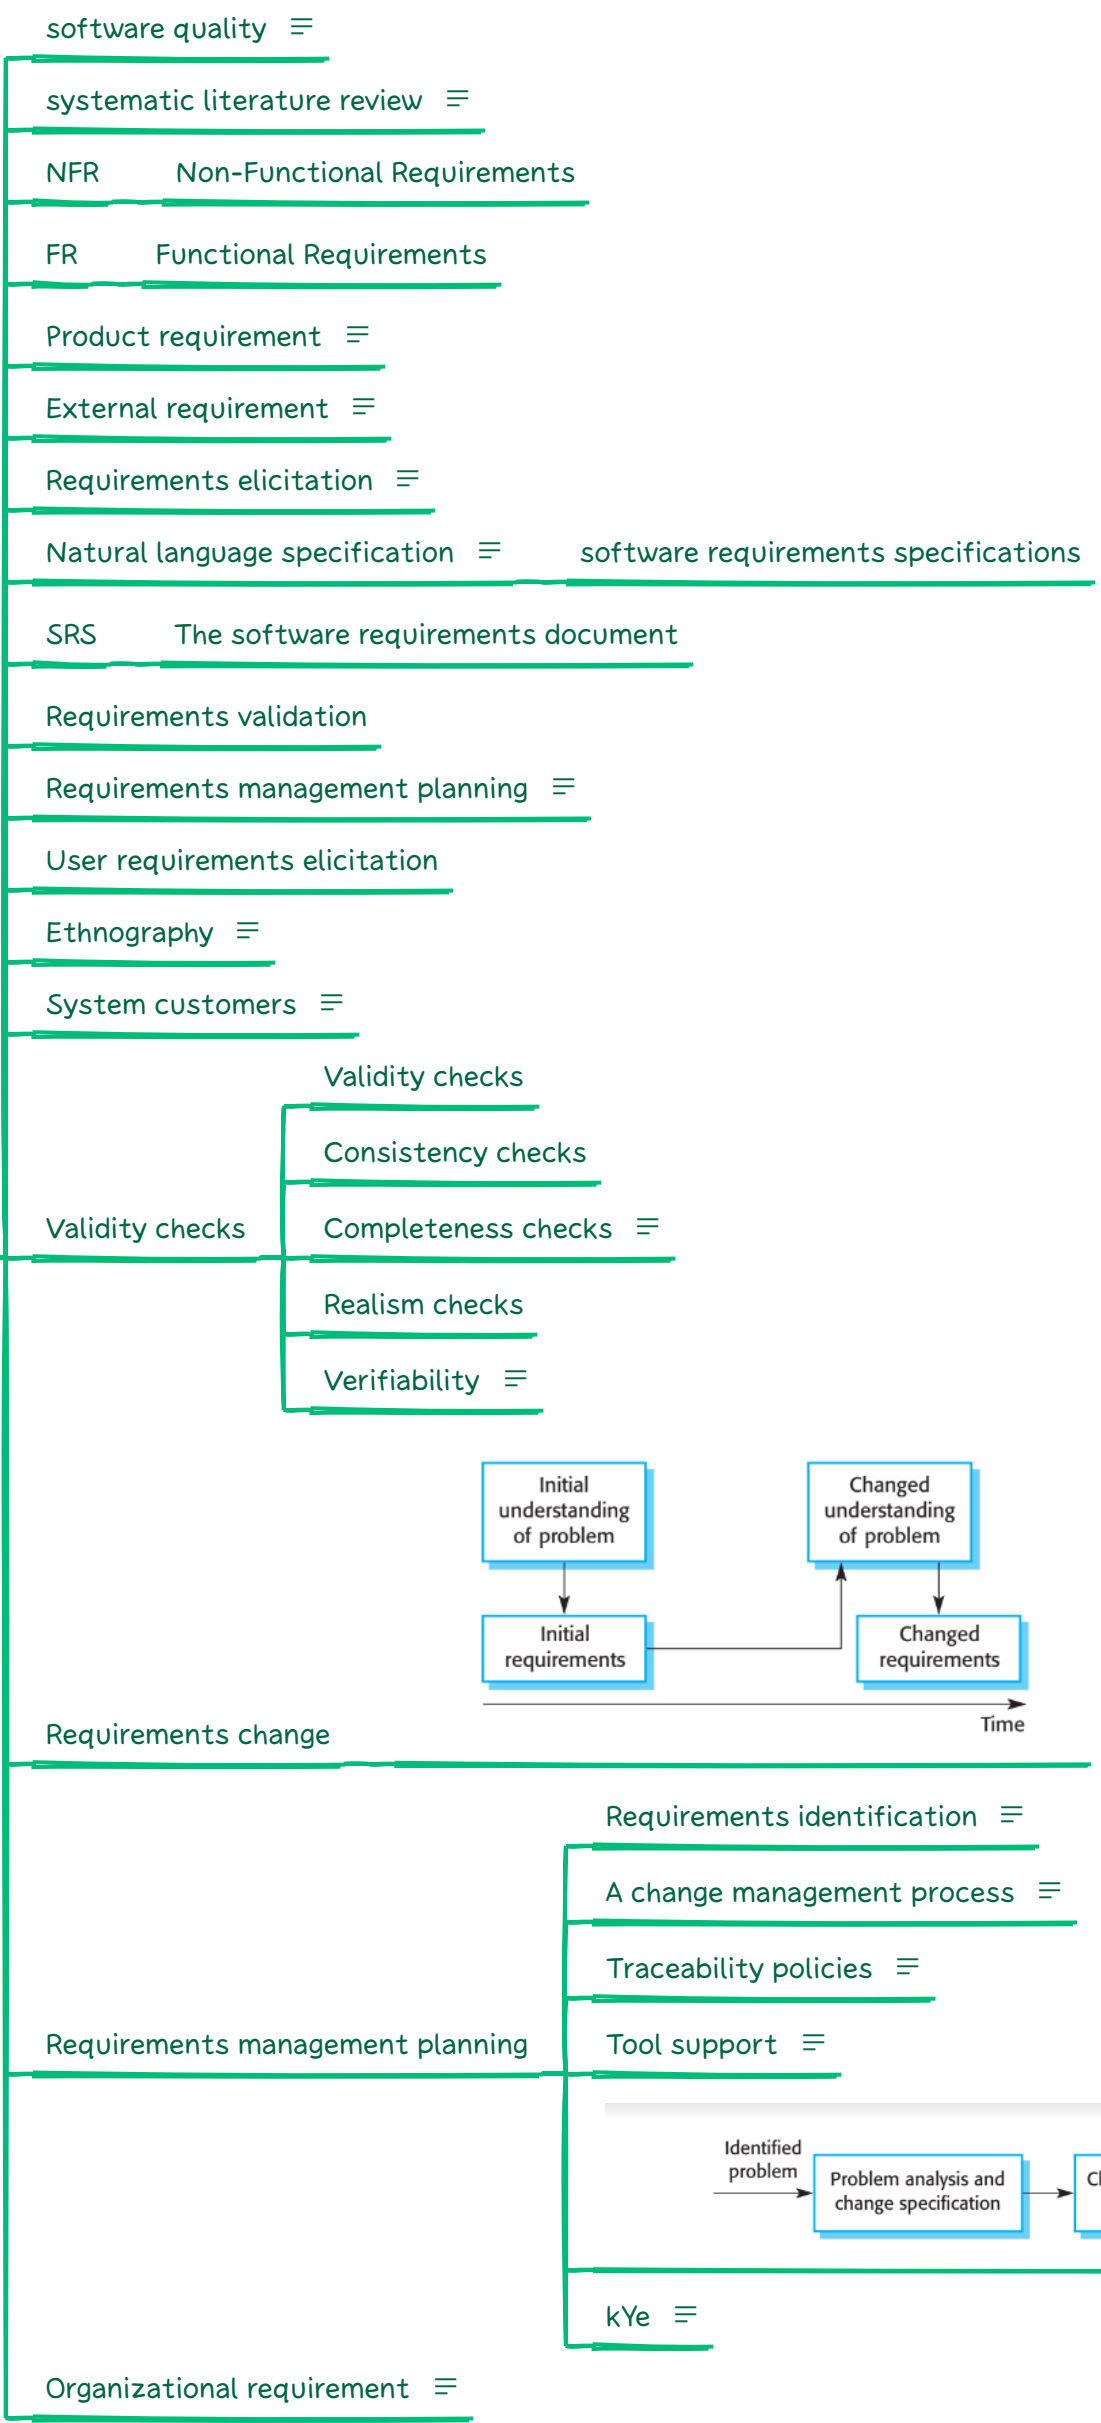 software quality
systematic literature review
NFR Non-Functional Requirements
FR Functional Requirements
Product requirement
External requirement
Requirements elicitation
Natural language specification software requirements specifications
SRS The software requirements document
Requirements validation
Requirements management planning
User requirements elicitation
Ethnography
System customers
Validity checks
Validity checks
Consistency checks
Completeness checks
Realism checks
Verifiability
Initial
understanding
of problem
Changed
understanding
of problem
Initial
requirements
Changed
requirements
Time
Requirements change
Requirements management planning
Requirements identification
A change management process
Traceability policies
Tool support
Identified
problem
Problem analysis and
change specification
kYe
Organizational requirement